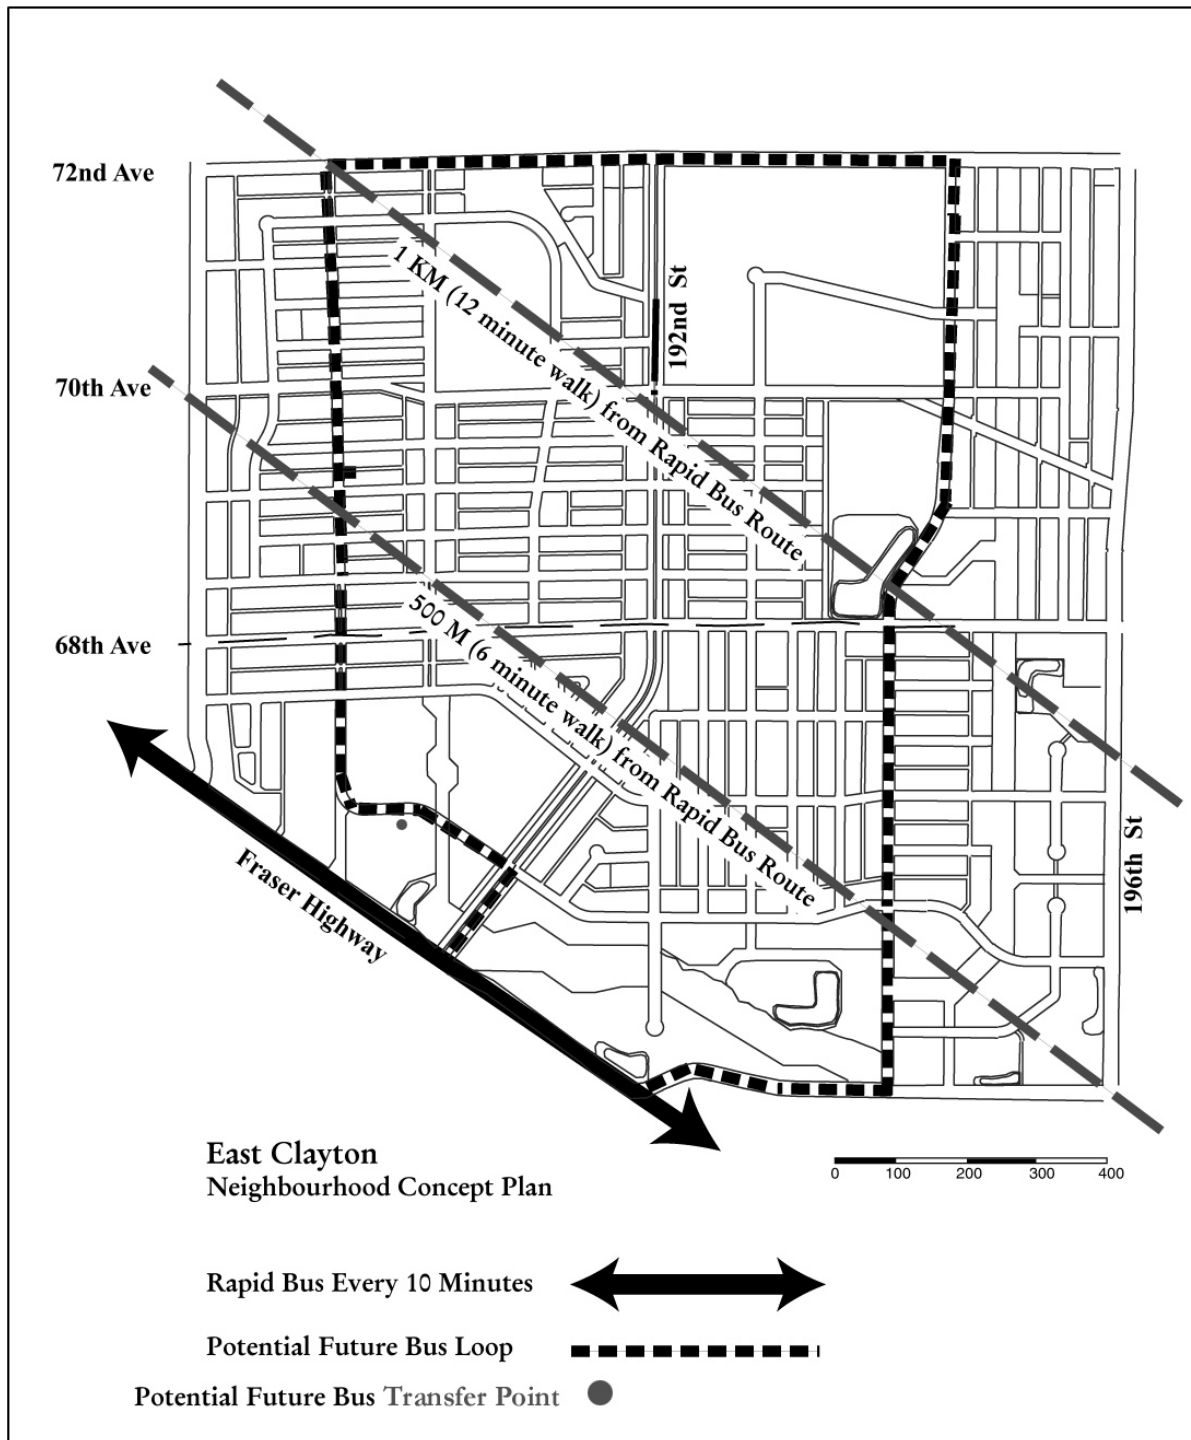 72nd Ave
1 KM (12 minute walk) from Rapid Bus Route
192nd St
70th Ave
500 M (6 minute walk) from Rapid Bus Route
68th Ave
196th St
Fraser Highway
East Clayton
Neighbourhood Concept Plan
0 100 200 300 400
Rapid Bus Every 10 Minutes
Potential Future Bus Loop
Potential Future Bus Transfer Point